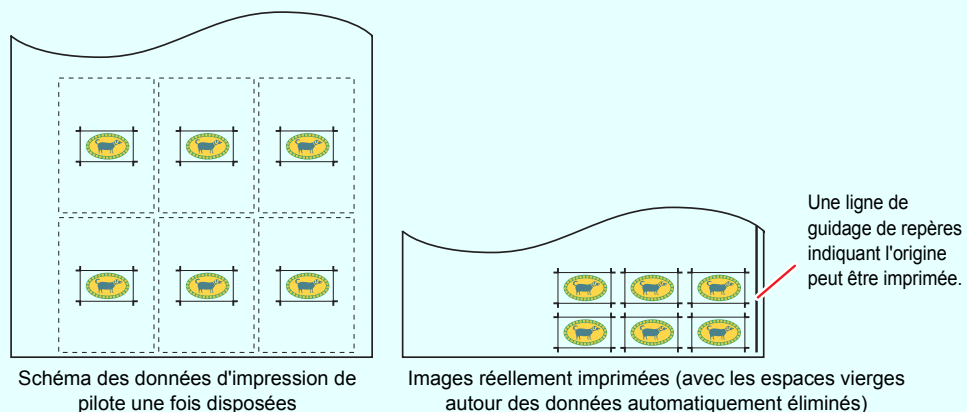 Une ligne de
guidage de repères
indiquant l'origine
peut être imprimée.
Schéma des données d'impression de
pilote une fois disposées
Images réellement imprimées (avec les espaces vierges
autour des données automatiquement éliminés)